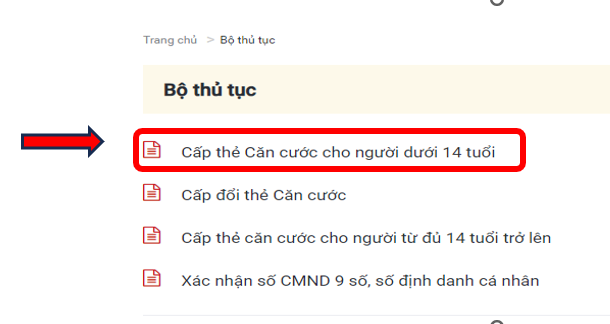 Trang chủ > Bộ thủ tục
Bộ thủ tục
Cấp thẻ Căn cước cho người dưới 14 tuổi
Cấp đổi thẻ Căn cước
Cấp thẻ căn cước cho người từ đủ 14 tuổi trở lên
Xác nhận số CMND 9 số, số định danh cá nhân